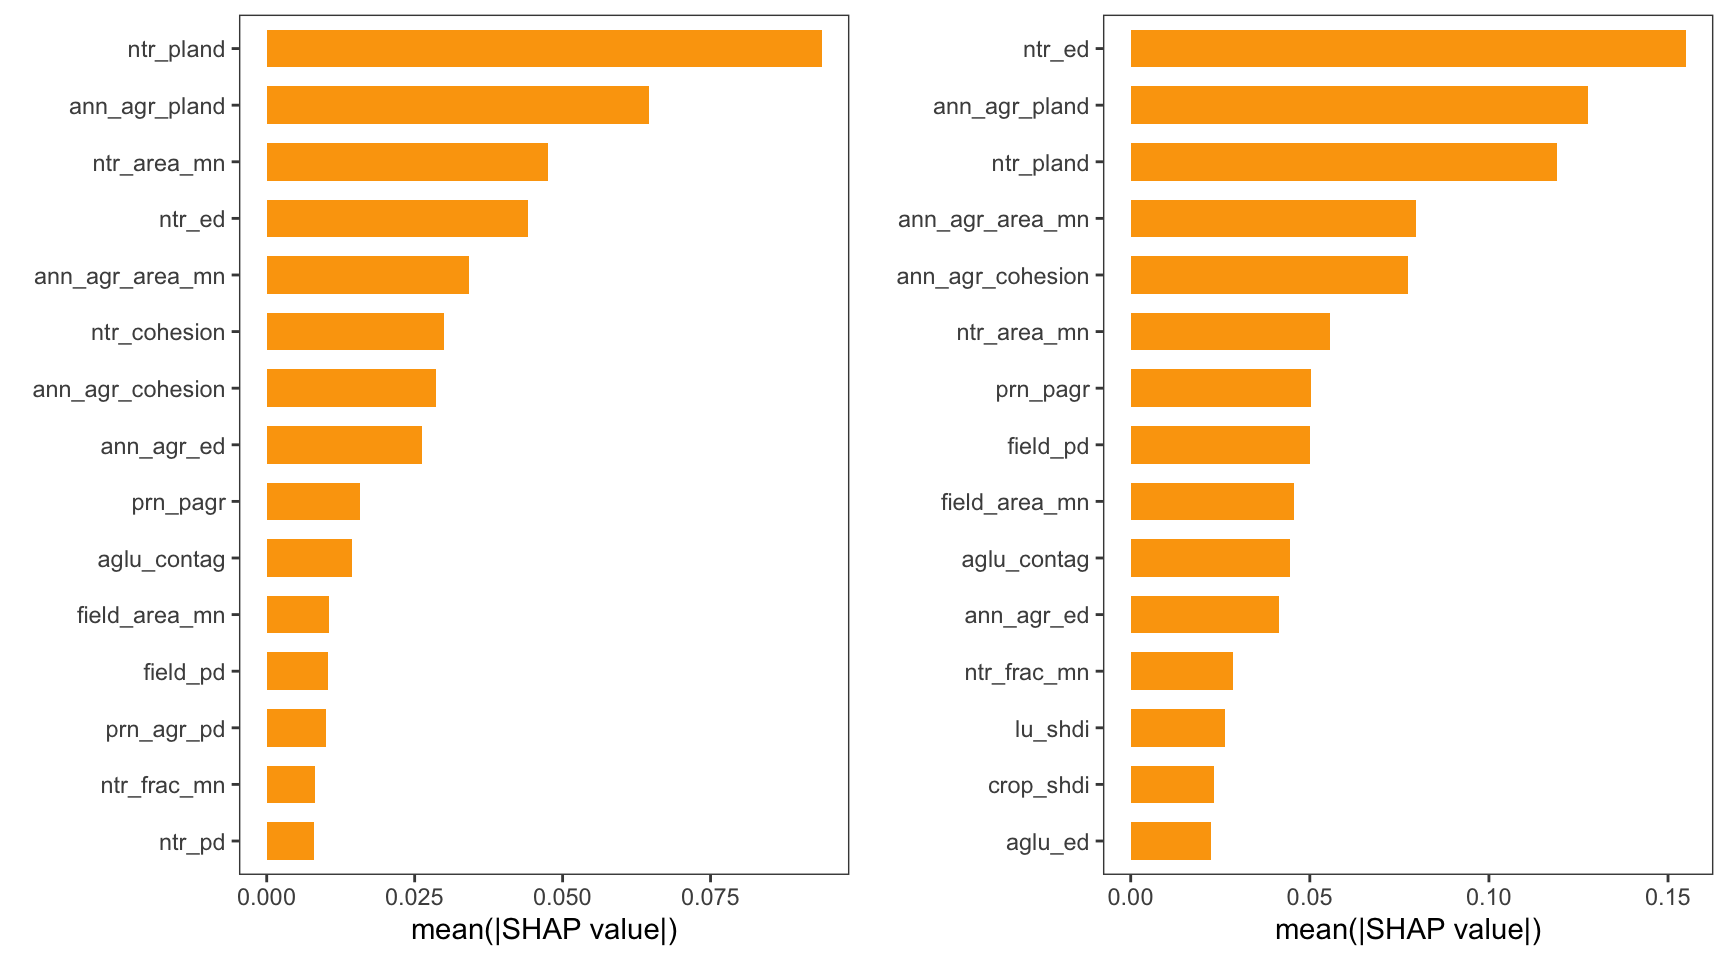 ntr_pland
ann_agr_pland
ntr_area_mn
ntr_ed
ann_agr_area_mn
ntr_cohesion
ann_agr_cohesion
ann_agr_ed
prn_pagr
aglu_contag
field_area_mn
field_pd
prn_agr_pd
ntr_frac_mn
ntr_pd
0.000 0.025 0.050 0.075
mean(|SHAP value|)
ntr_ed
ann_agr_pland
ntr_pland
ann_agr_area_mn
ann_agr_cohesion
ntr_area_mn
prn_pagr
field_pd
field_area_mn
aglu_contag
ann_agr_ed
ntr_frac_mn
lu_shdi
crop_shdi
aglu_ed
0.00 0.05 0.10 0.15
mean(|SHAP value|)